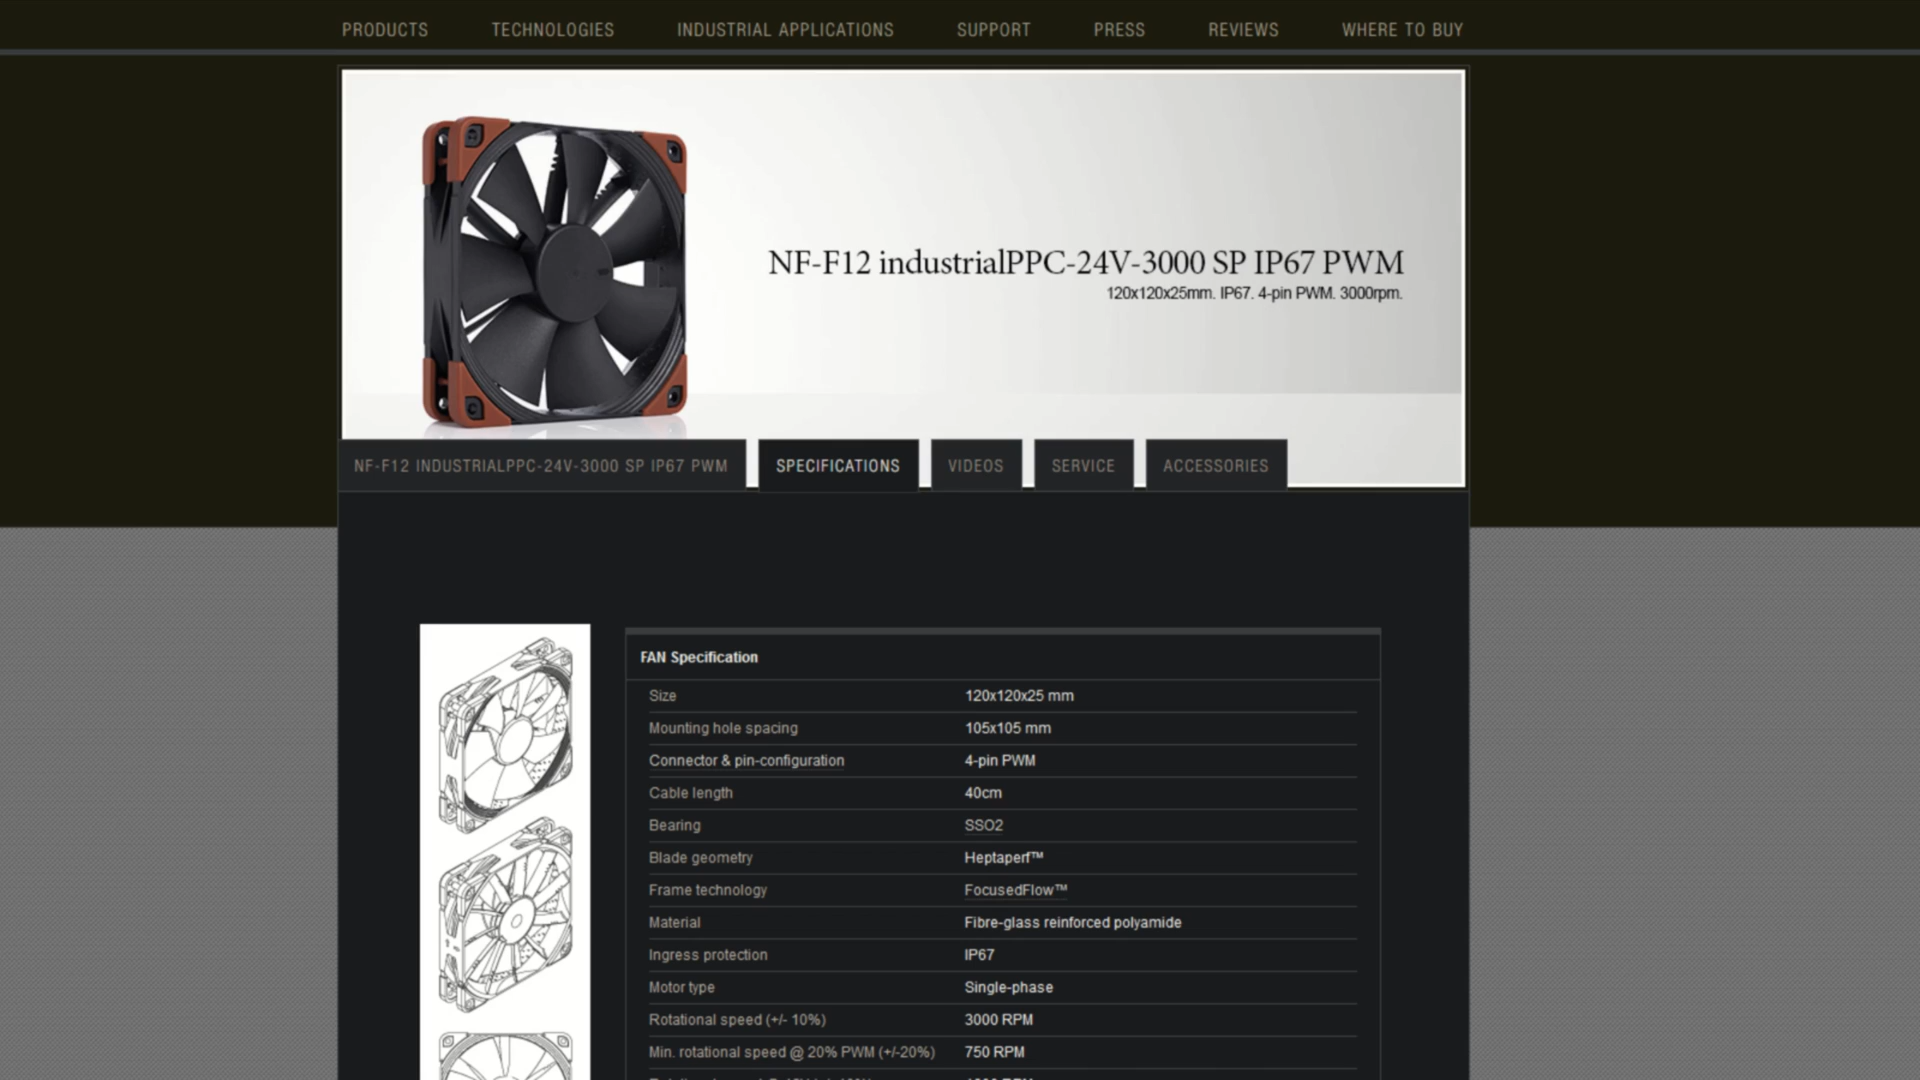 PRODUCTS TECHNOLOGIES INDUSTRIAL APPLICATIONS SUPPORT PRESS REVIEWS WHERE TO BUY
NF-F12 industrialPPC-24V-3000 SP IP67 PWM
120x120x25mm. IP67. 4-pin PWM. 3000rpm.
NF-F12 INDUSTRIALPPC-24V-3000 SP IP67 PWM SPECIFICATIONS VIDEOS SERVICE ACCESSORIES
FAN Specification
Size 120x120x25 mm
Mounting hole spacing 105x105 mm
Connector & pin-configuration 4-pin PWM
Cable length 40cm
Bearing SSO2
Blade geometry Heptaperf™
Frame technology FocusedFlow™
Material Fibre-glass reinforced polyamide
Ingress protection IP67
Motor type Single-phase
Rotational speed (+/- 10%) 3000 RPM
Min. rotational speed @ 20% PWM (+/-20%) 750 RPM